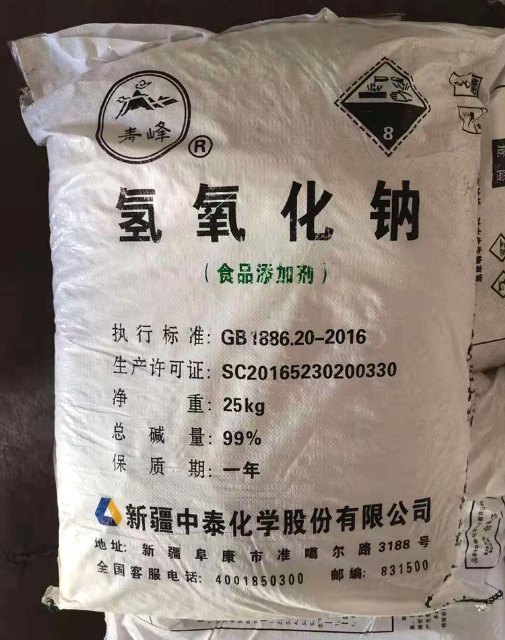 青峰
®
8
氢氧化钠
(食品添加剂)
执行标准: GB1886.20-2016
生产许可证: SC20165230200330
净 重: 25kg
总碱量: 99%
保质期: 一年
新疆中泰化学股份有限公司
地址: 新疆阜康市准噶尔路3188号
全国客服电话: 4001850300 邮编: 831500